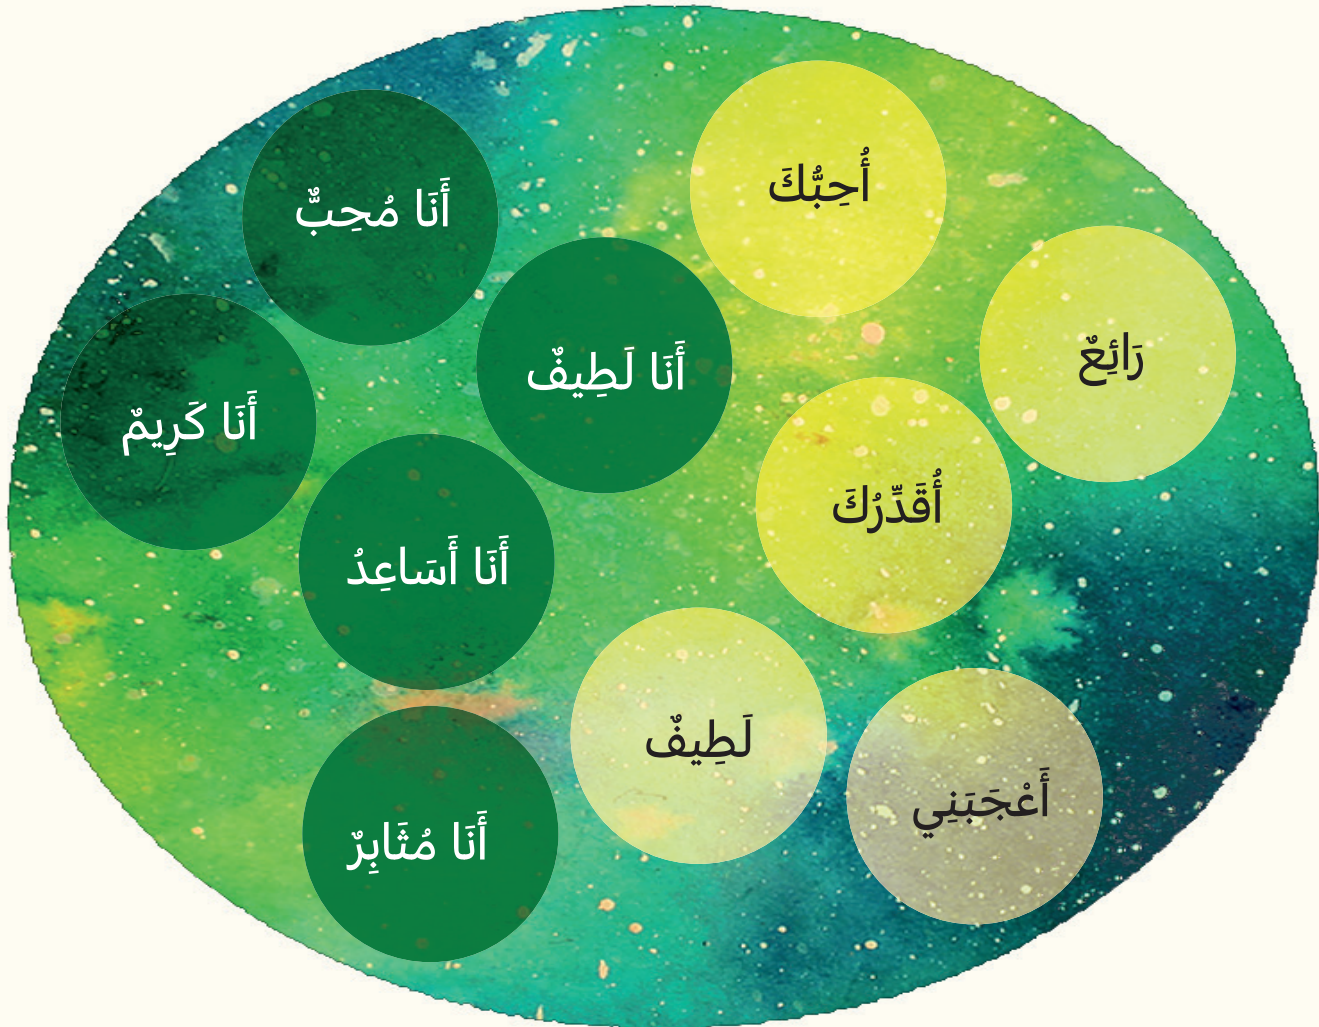 أُحِبُّكَ
أَنَا مُحِبٌّ
رَائِعٌ
أَنَا لَطِيفٌ
أَنَا كَرِيمٌ
أُقَدِّرُكَ
أَنَا أَسَاعِدُ
لَطِيفٌ
أَعْجَبَنِي
أَنَا مُثَابِرٌ